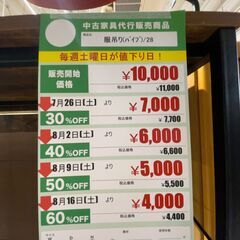 中古家具代行販売商品
服吊り(パイプ)/28
毎週土曜日が値下り日！
販売開始価格 ¥10,000
税込価格 ¥11,000
7月26日(土) より ¥7,000
30%OFF 税込価格 ¥7,700
8月2日(土) より ¥6,000
40%OFF 税込価格 ¥6,600
8月9日(土) より ¥5,000
50%OFF 税込価格 ¥5,500
8月16日(土) より ¥4,000
60%OFF 税込価格 ¥4,400
サイズ
W D H